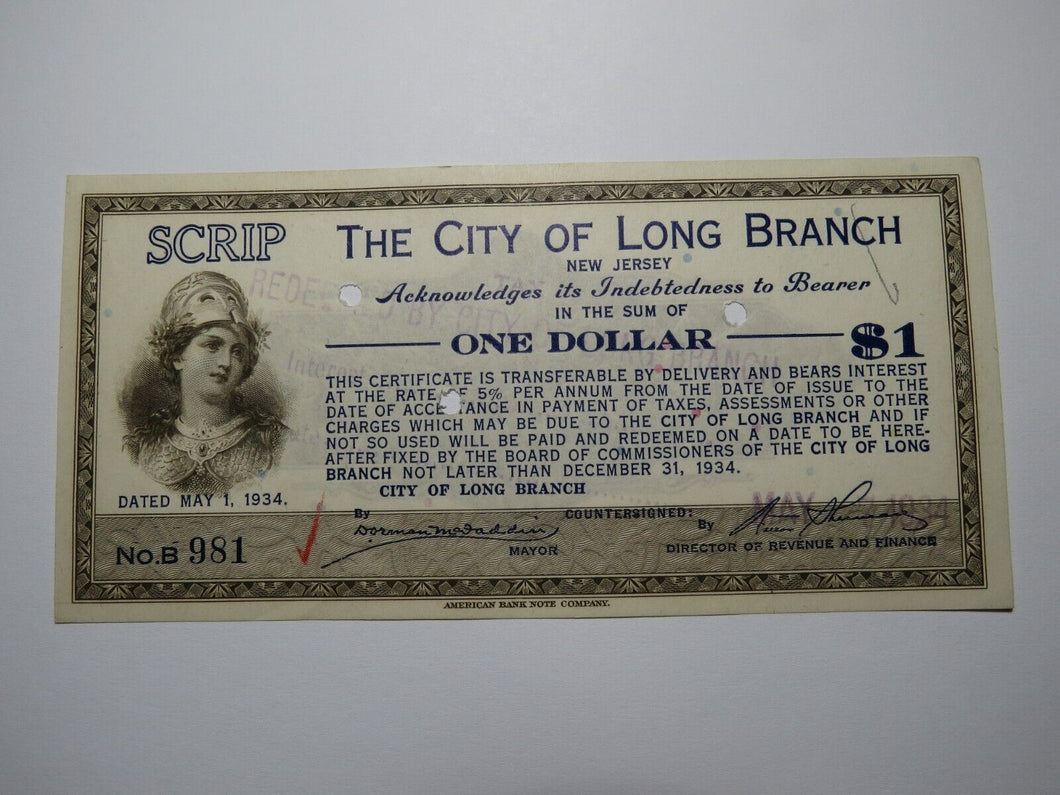 SCRIP
THE CITY OF LONG BRANCH
NEW JERSEY
Acknowledges its Indebtedness to Bearer
IN THE SUM OF
ONE DOLLAR $1
THIS CERTIFICATE IS TRANSFERABLE BY DELIVERY AND BEARS INTEREST
AT THE RATE OF 5% PER ANNUM FROM THE DATE OF ISSUE TO THE
DATE OF ACCEPTANCE IN PAYMENT OF TAXES, ASSESSMENTS OR OTHER
CHARGES WHICH MAY BE DUE TO THE CITY OF LONG BRANCH AND IF
NOT SO USED WILL BE PAID AND REDEEMED ON A DATE TO BE HERE-
AFTER FIXED BY THE BOARD OF COMMISSIONERS OF THE CITY OF LONG
BRANCH NOT LATER THAN DECEMBER 31, 1934.
DATED MAY 1, 1934.
CITY OF LONG BRANCH
By Dorman McFaddin
MAYOR
COUNTERSIGNED:
By
DIRECTOR OF REVENUE AND FINANCE
MAY 1934
No. B 981
AMERICAN BANK NOTE COMPANY.